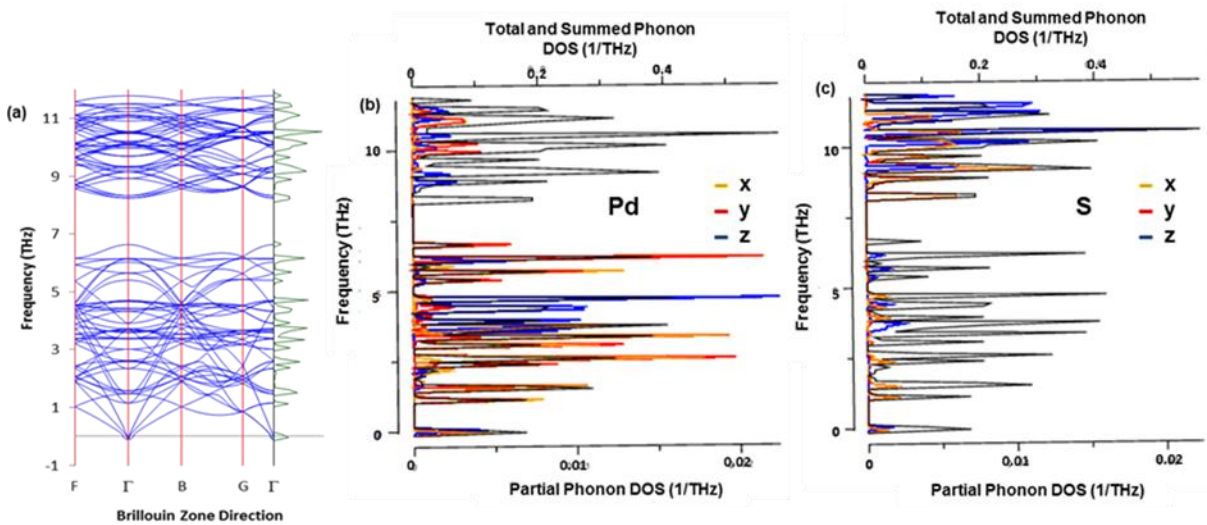 (a)
Frequency (THz)
11
9
7
5
3
1
-1
F Γ B G Γ
Brillouin Zone Direction
Total and Summed Phonon
DOS (1/THz)
0 0.2 0.4
(b)
Frequency (THz)
10
5
0
Pd
x
y
z
0 0.01 0.02
Partial Phonon DOS (1/THz)
Total and Summed Phonon
DOS (1/THz)
0 0.2 0.4
(c)
Frequency (THz)
10
5
0
S
x
y
z
0 0.01 0.02
Partial Phonon DOS (1/THz)